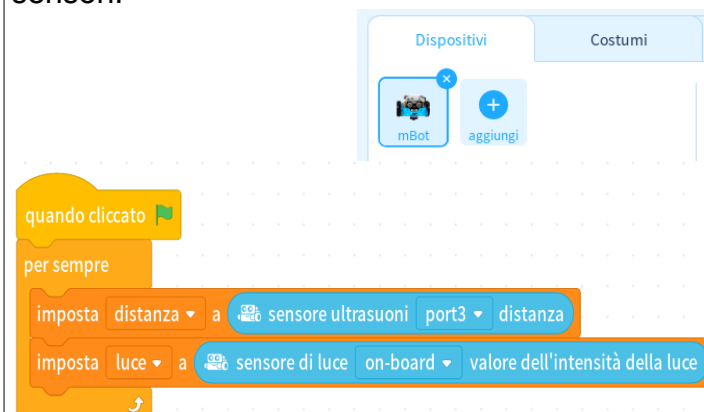 sensori.
Dispositivi Costumi
mBot aggiungi
quando cliccato
per sempre
imposta distanza a sensore ultrasuoni port3 distanza
imposta luce a sensore di luce on-board valore dell'intensità della luce